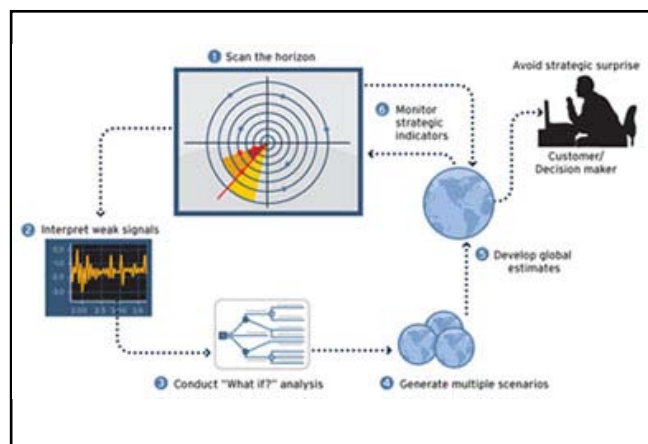 1 Scan the horizon
Avoid strategic surprise
6 Monitor
strategic
indicators
Customer/
Decision maker
2 Interpret weak signals
5 Develop global
estimates
3 Conduct "What if?" analysis
4 Generate multiple scenarios